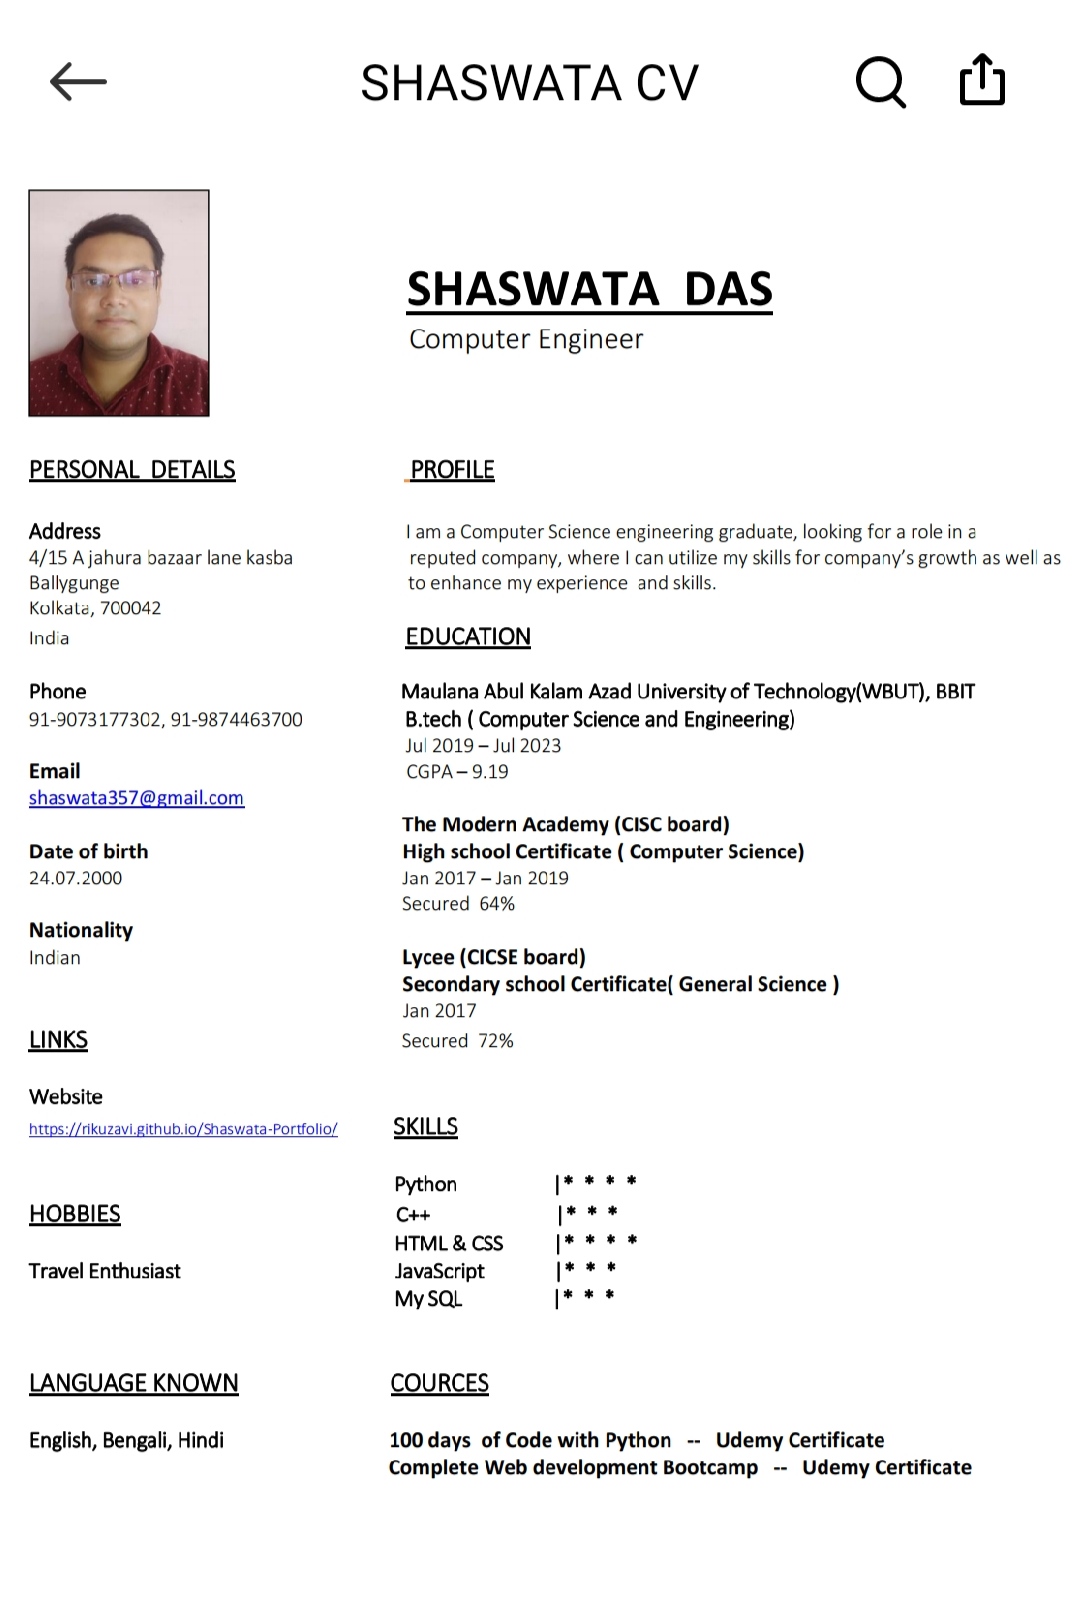 SHASWATA CV
SHASWATA DAS
Computer Engineer
PERSONAL DETAILS
Address
4/15 A jahura bazaar lane kasba
Ballygunge
Kolkata, 700042
India
Phone
91-9073177302, 91-9874463700
Email
shaswata357@gmail.com
Date of birth
24.07.2000
Nationality
Indian
LINKS
Website
https://rikuzavi.github.io/Shaswata-Portfolio/
HOBBIES
Travel Enthusiast
LANGUAGE KNOWN
English, Bengali, Hindi
PROFILE
I am a Computer Science engineering graduate, looking for a role in a
reputed company, where I can utilize my skills for company’s growth as well as
to enhance my experience and skills.
EDUCATION
Maulana Abul Kalam Azad University of Technology(WBUT), BBIT
B.tech ( Computer Science and Engineering)
Jul 2019 – Jul 2023
CGPA – 9.19
The Modern Academy (CISC board)
High school Certificate ( Computer Science)
Jan 2017 – Jan 2019
Secured 64%
Lycee (CICSE board)
Secondary school Certificate( General Science )
Jan 2017
Secured 72%
SKILLS
Python |* * * *
C++ |* * *
HTML & CSS |* * * *
JavaScript |* * *
My SQL |* * *
COURCES
100 days of Code with Python -- Udemy Certificate
Complete Web development Bootcamp -- Udemy Certificate